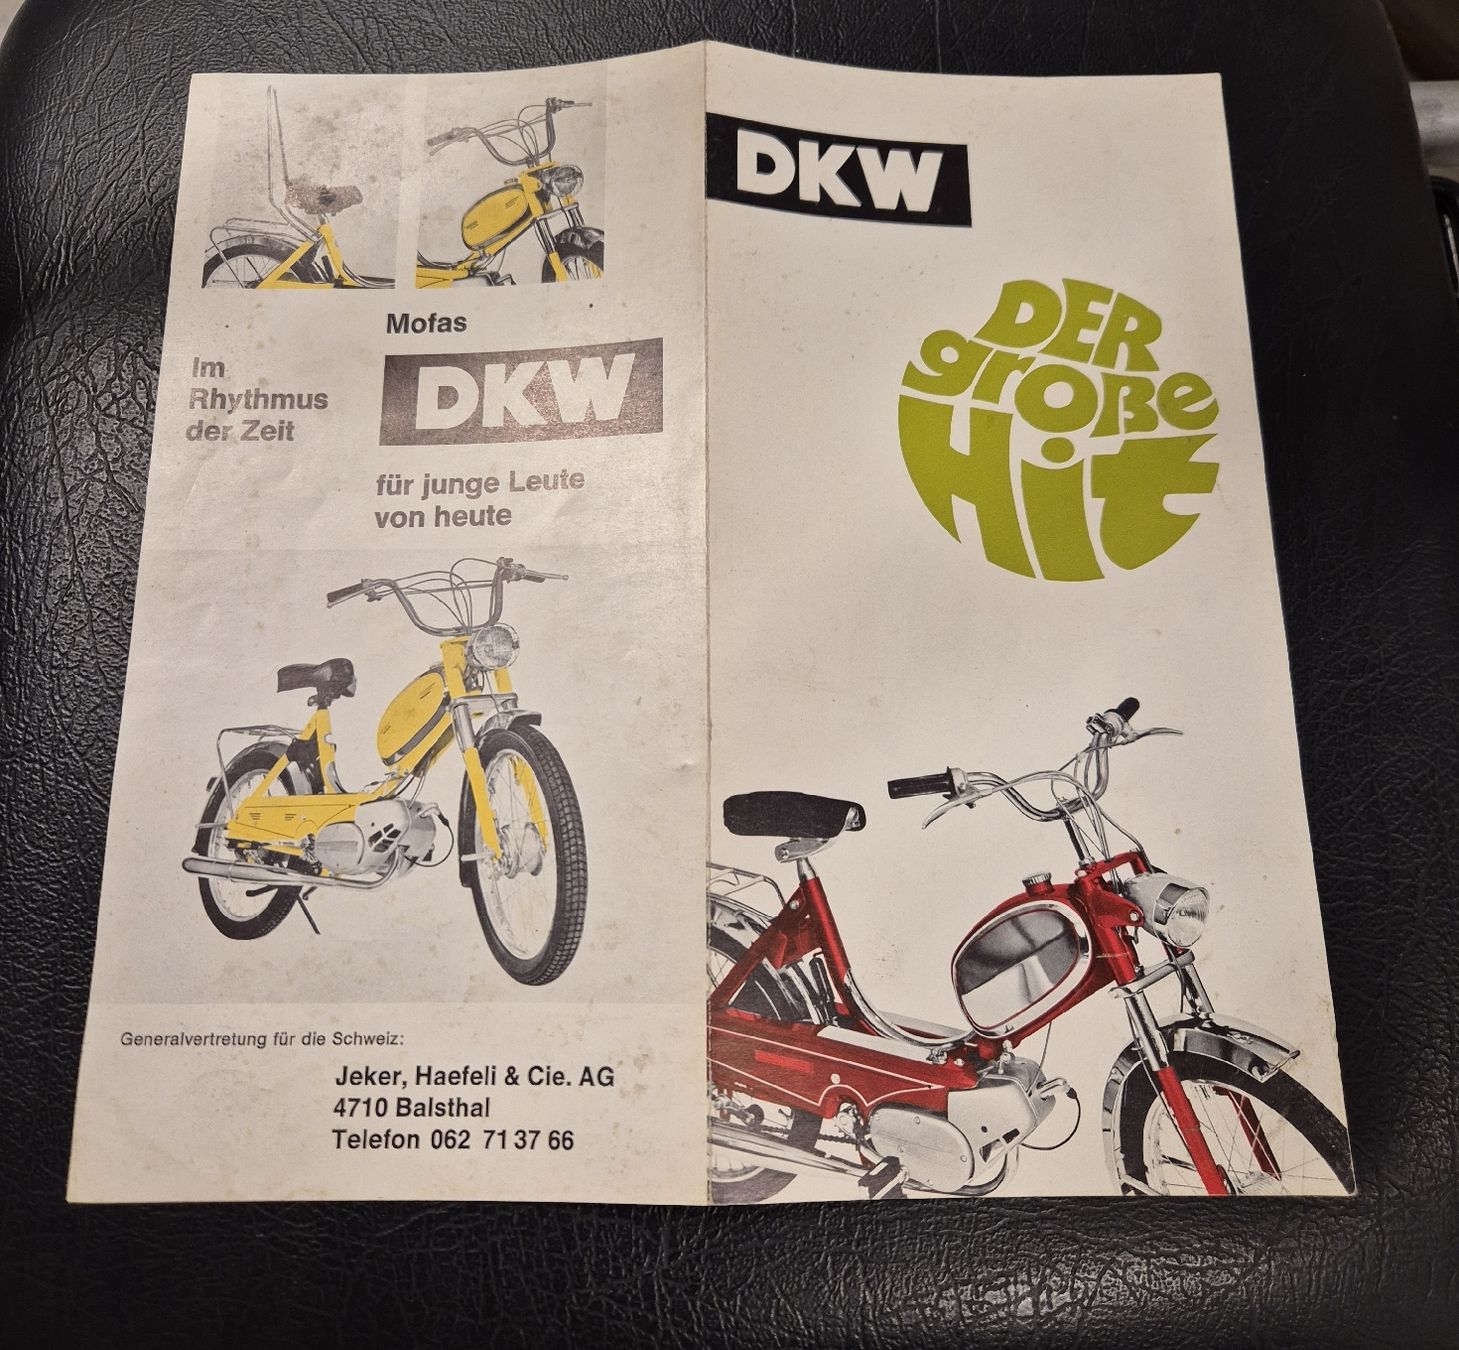 Mofas
Im
Rhythmus
der Zeit
DKW
für junge Leute
von heute
Generalvertretung für die Schweiz:
Jeker, Haefeli & Cie. AG
4710 Balsthal
Telefon 062 71 37 66
DKW
DER
große
Hit